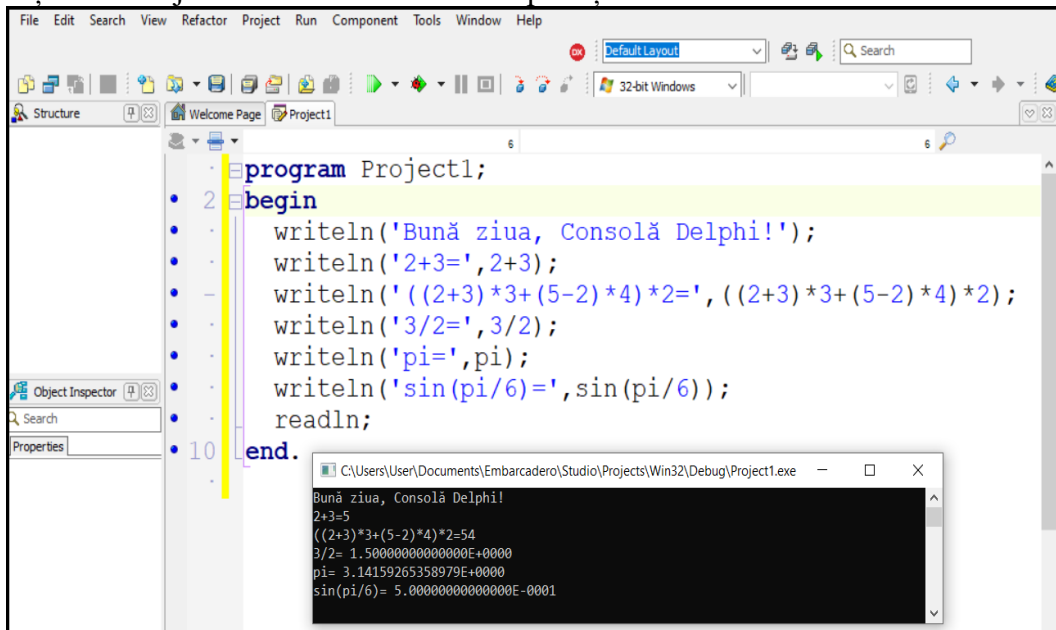 File Edit Search View Refactor Project Run Component Tools Window Help
Default Layout
Search
32-bit Windows
Structure
Welcome Page
Project1
6
6
program Project1;
2 begin
writeln('Bună ziua, Consolă Delphi!');
writeln('2+3=',2+3);
writeln('((2+3)*3+(5-2)*4)*2=',((2+3)*3+(5-2)*4)*2);
writeln('3/2=',3/2);
writeln('pi=',pi);
writeln('sin(pi/6)=',sin(pi/6));
readln;
10 end.
Object Inspector
Search
Properties
C:\Users\User\Documents\Embarcadero\Studio\Projects\Win32\Debug\Project1.exe
Bună ziua, Consolă Delphi!
2+3=5
((2+3)*3+(5-2)*4)*2=54
3/2= 1.50000000000000E+0000
pi= 3.14159265358979E+0000
sin(pi/6)= 5.00000000000000E-0001